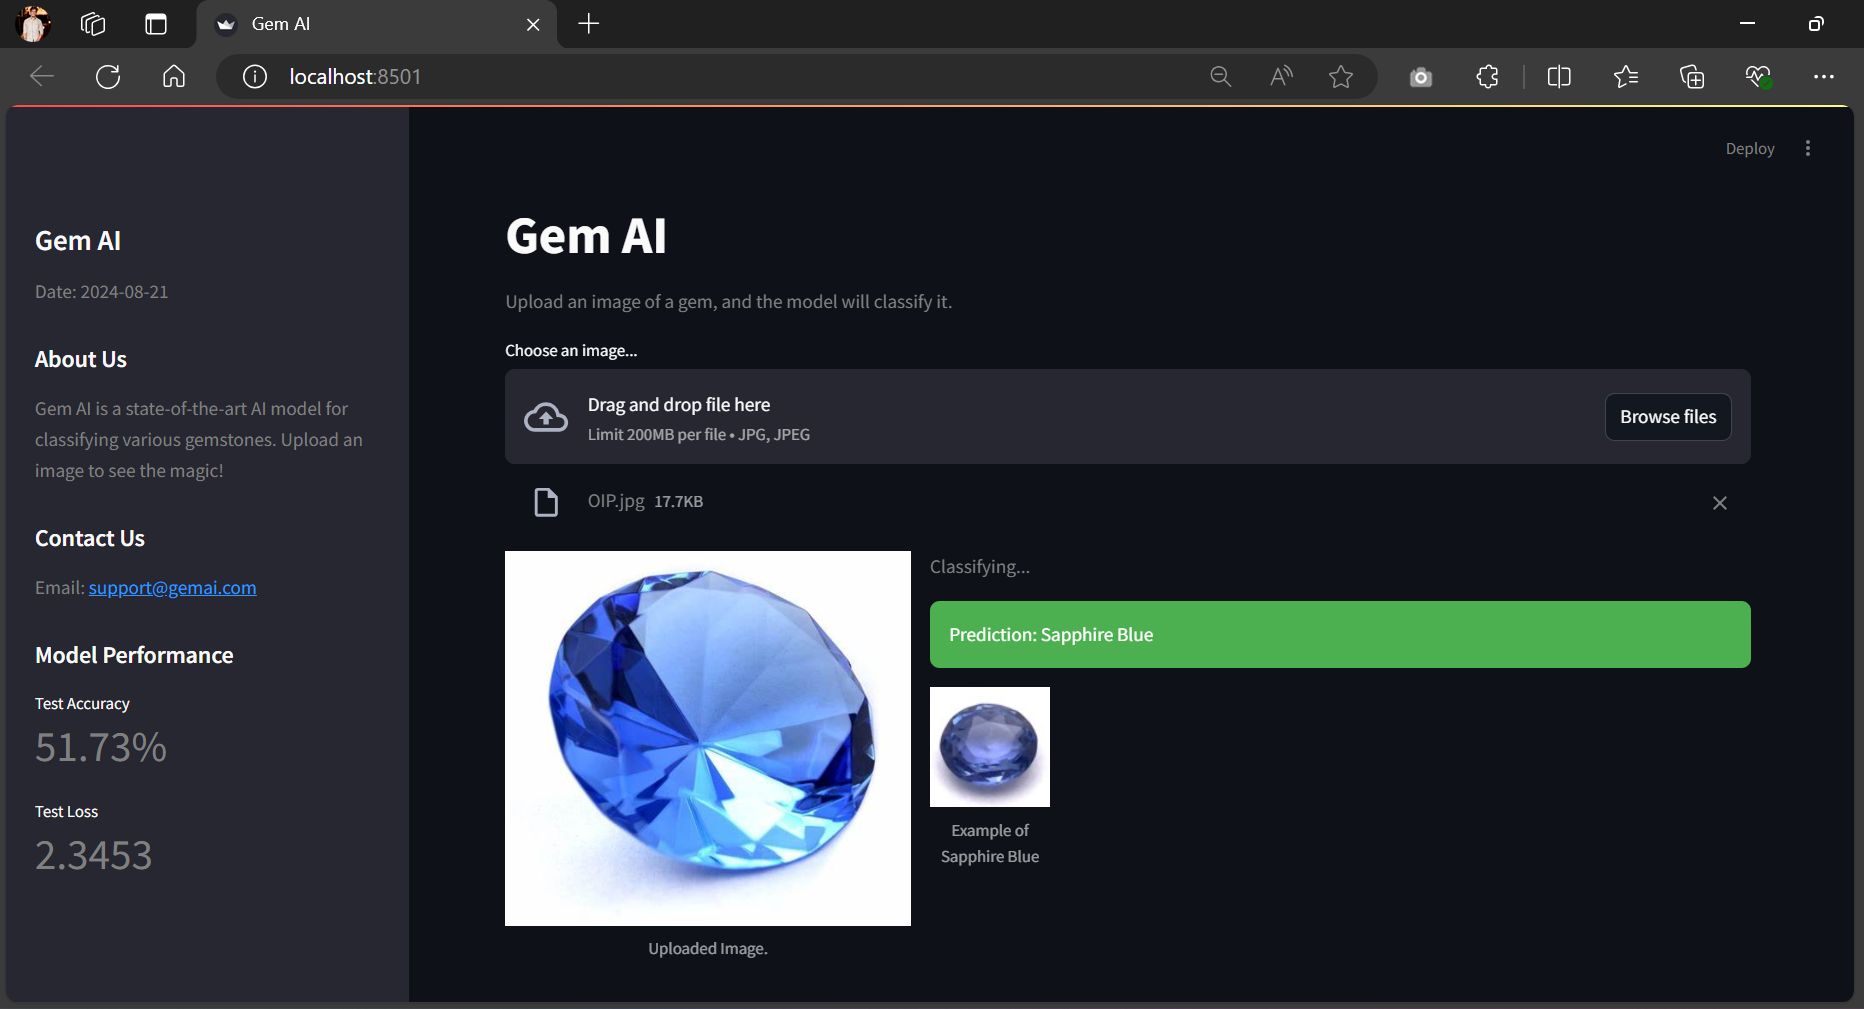 Gem AI
localhost:8501
Deploy
Gem AI
Date: 2024-08-21
About Us
Gem AI is a state-of-the-art AI model for
classifying various gemstones. Upload an
image to see the magic!
Contact Us
Email: support@gemai.com
Model Performance
Test Accuracy
51.73%
Test Loss
2.3453
Gem AI
Upload an image of a gem, and the model will classify it.
Choose an image...
Drag and drop file here
Limit 200MB per file • JPG, JPEG
Browse files
OIP.jpg 17.7KB
Uploaded Image.
Classifying...
Prediction: Sapphire Blue
Example of
Sapphire Blue